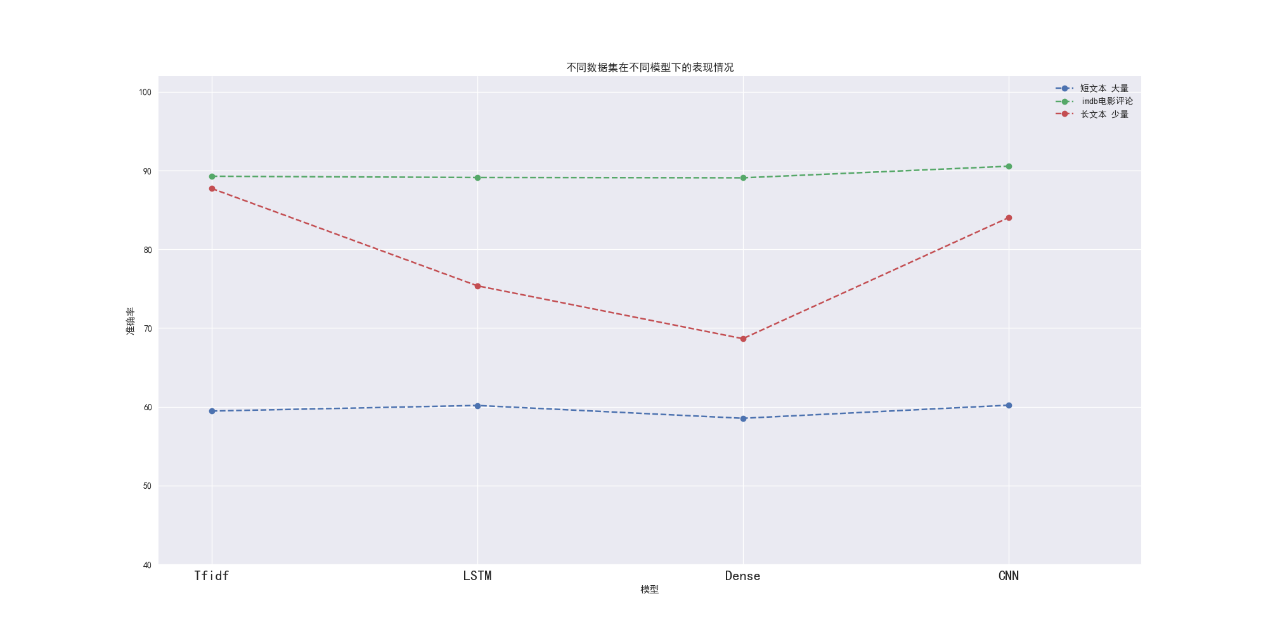 不同数据集在不同模型下的表现情况
短文本 大量
imdb电影评论
长文本 少量
准确率
100
90
80
70
60
50
40
Tfidf LSTM Dense CNN
模型